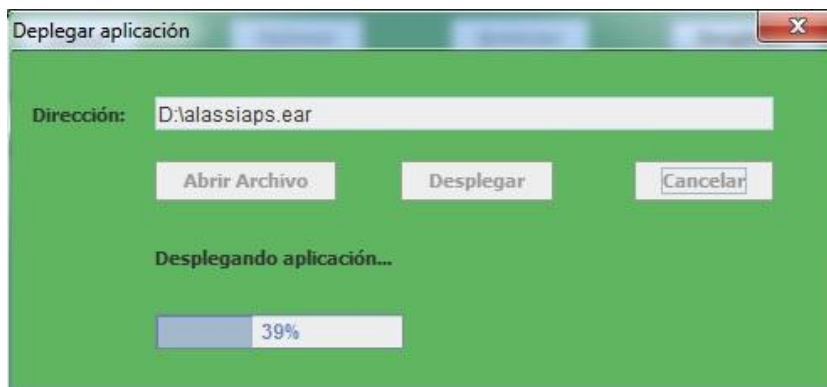 Deplegar aplicación
Dirección: D:\alassiaps.ear
Abrir Archivo Desplegar Cancelar
Desplegando aplicación...
39%